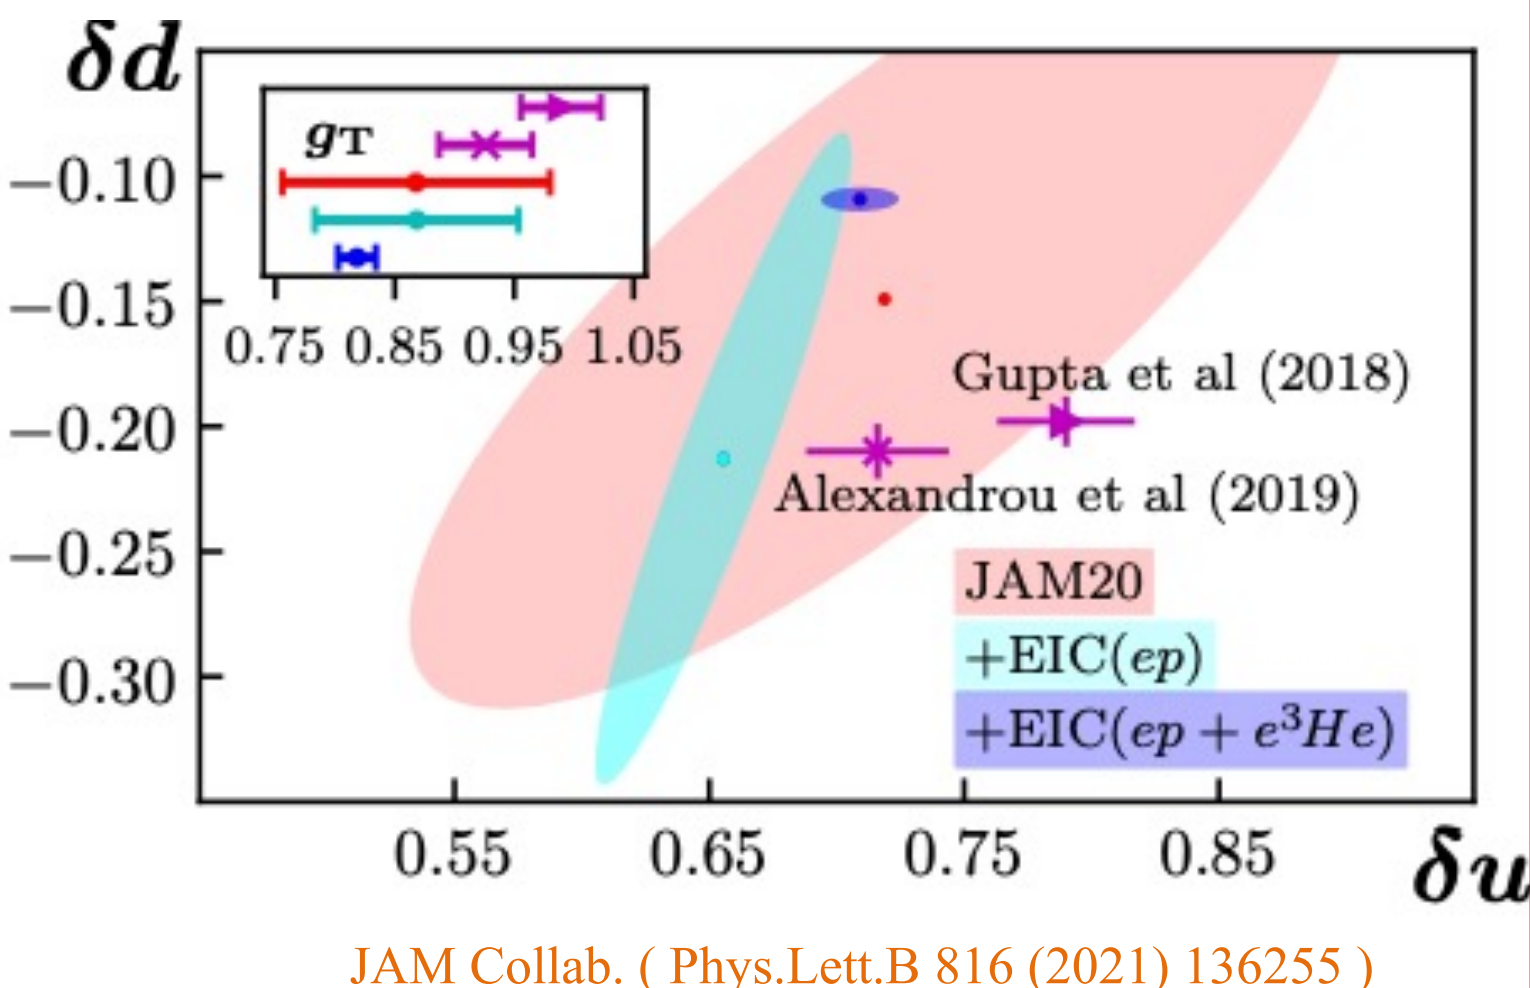 δd
gT
0.75 0.85 0.95 1.05
−0.10
−0.15
−0.20
−0.25
−0.30
Gupta et al (2018)
Alexandrou et al (2019)
JAM20
+EIC(ep)
+EIC(ep + e³He)
0.55 0.65 0.75 0.85
δu
JAM Collab. ( Phys.Lett.B 816 (2021) 136255 )